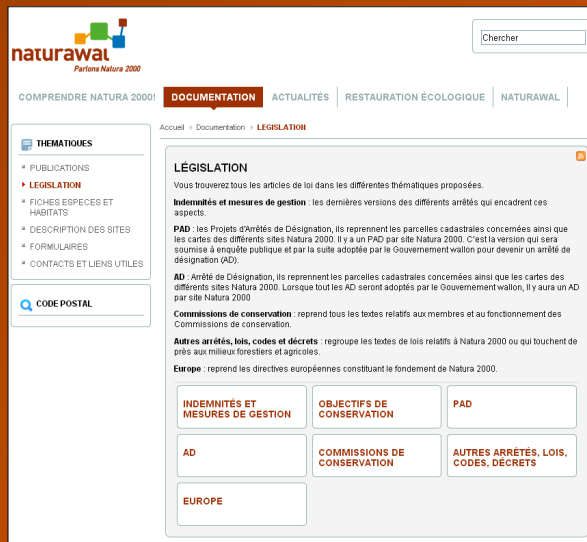 naturawal
Parlons Natura 2000
Chercher
COMPRENDRE NATURA 2000!
DOCUMENTATION
ACTUALITÉS
RESTAURATION ÉCOLOGIQUE
NATURAWAL
THEMATIQUES
PUBLICATIONS
LEGISLATION
FICHES ESPECES ET
HABITATS
DESCRIPTION DES SITES
FORMULAIRES
CONTACTS ET LIENS UTILES
CODE POSTAL
Accueil > Documentation > LEGISLATION
LÉGISLATION
Vous trouverez tous les articles de loi dans les différentes thématiques proposées.
Indemnités et mesures de gestion : les dernières versions des différents arrêtés qui encadrent ces
aspects.
PAD : les Projets d'Arrêtés de Désignation, ils reprennent les parcelles cadastrales concernées ainsi que
les cartes des différents sites Natura 2000. Il y a un PAD par site Natura 2000. C'est la version qui sera
soumise à enquête publique et par la suite adoptée par le Gouvernement wallon pour devenir un arrêté de
désignation (AD).
AD : Arrêté de Désignation, ils reprennent les parcelles cadastrales concernées ainsi que les cartes des
différents sites Natura 2000. Lorsque tout les AD seront adoptés par le Gouvernement wallon, Il y aura un AD
par site Natura 2000
Commissions de conservation : reprend tous les textes relatifs aux membres et au fonctionnement des
Commissions de conservation.
Autres arrétés, lois, codes et décrets : regroupe les textes de lois relatifs à Natura 2000 ou qui touchent de
près aux milieux forestiers et agricoles.
Europe : reprend les directives européennes constituant le fondement de Natura 2000.
INDEMNITÉS ET
MESURES DE GESTION
OBJECTIFS DE
CONSERVATION
PAD
AD
COMMISSIONS DE
CONSERVATION
AUTRES ARRÉTÉS, LOIS,
CODES, DÉCRETS
EUROPE